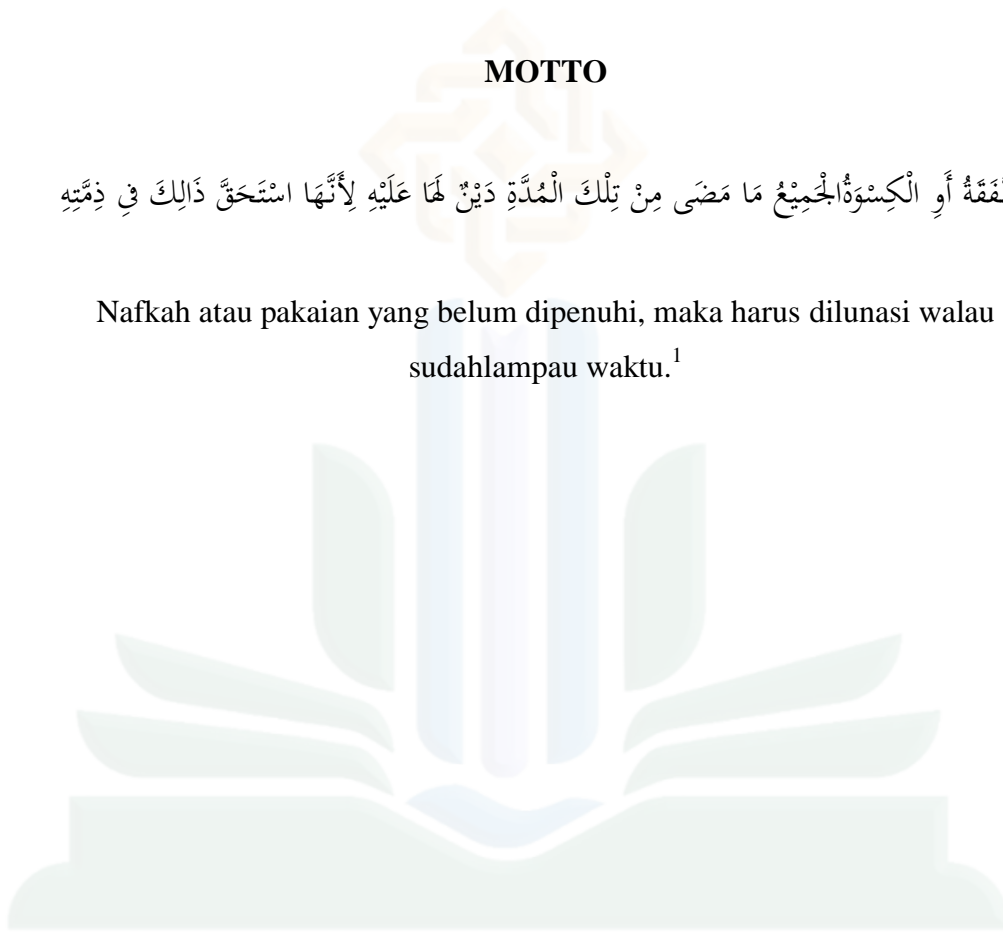 MOTTO
أَوِ الْكِسْوَةُالْجَمِيْعُ مَا مَضَى مِنْ تِلْكَ الْمُدَّةِ دَيْنٌ لَهَا عَلَيْهِ لِأَنَّهَا اسْتَحَقَّ ذَالِكَ فِي ذِمَّتِهِ
Nafkah atau pakaian yang belum dipenuhi, maka harus dilunasi walau
sudahlampau waktu.1